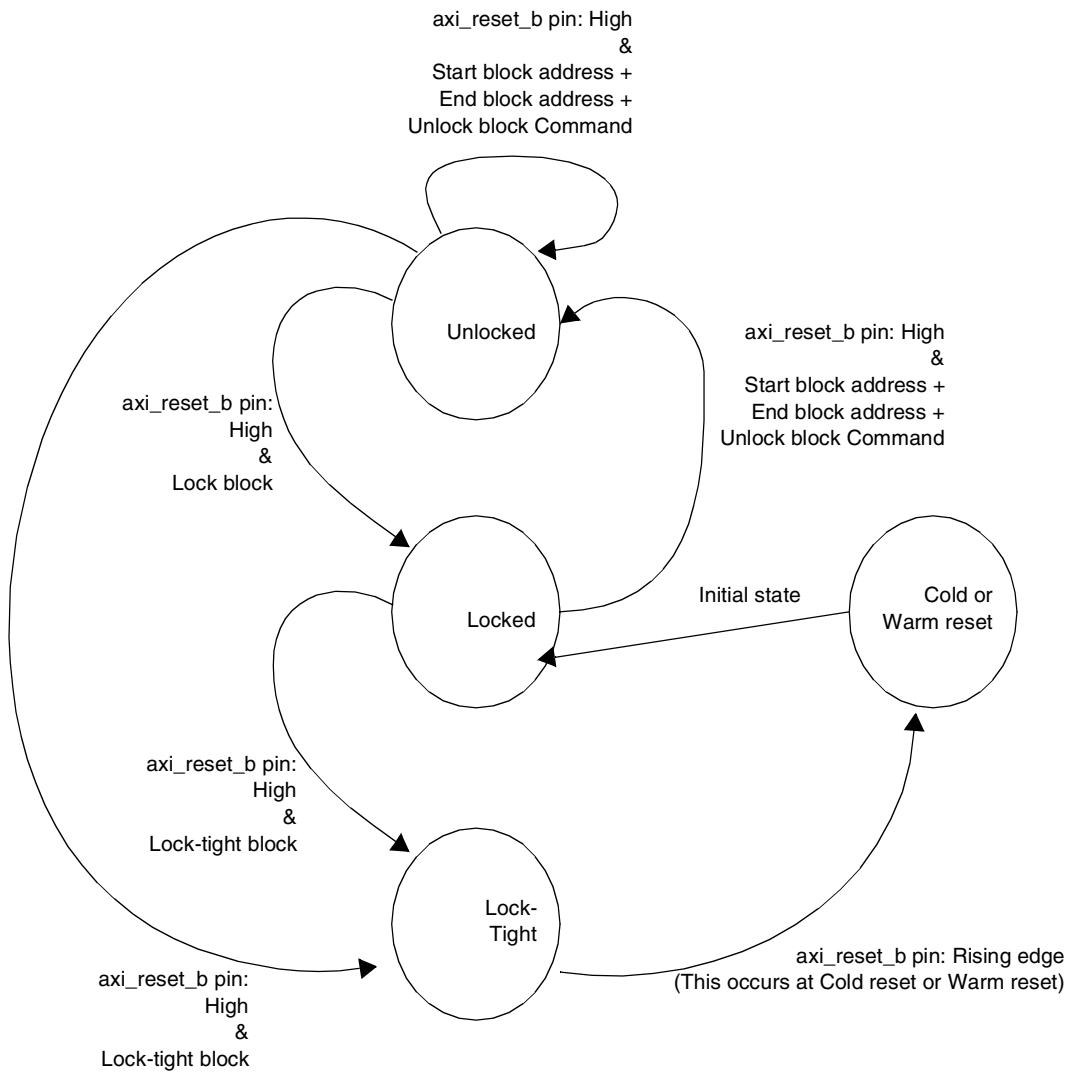 axi_reset_b pin: High
&
Start block address +
End block address +
Unlock block Command
Unlocked
axi_reset_b pin: High
&
Start block address +
End block address +
Unlock block Command
axi_reset_b pin:
High
&
Lock block
Locked
Initial state
Cold or
Warm reset
axi_reset_b pin:
High
&
Lock-tight block
Lock-
Tight
axi_reset_b pin: Rising edge
(This occurs at Cold reset or Warm reset)
axi_reset_b pin:
High
&
Lock-tight block